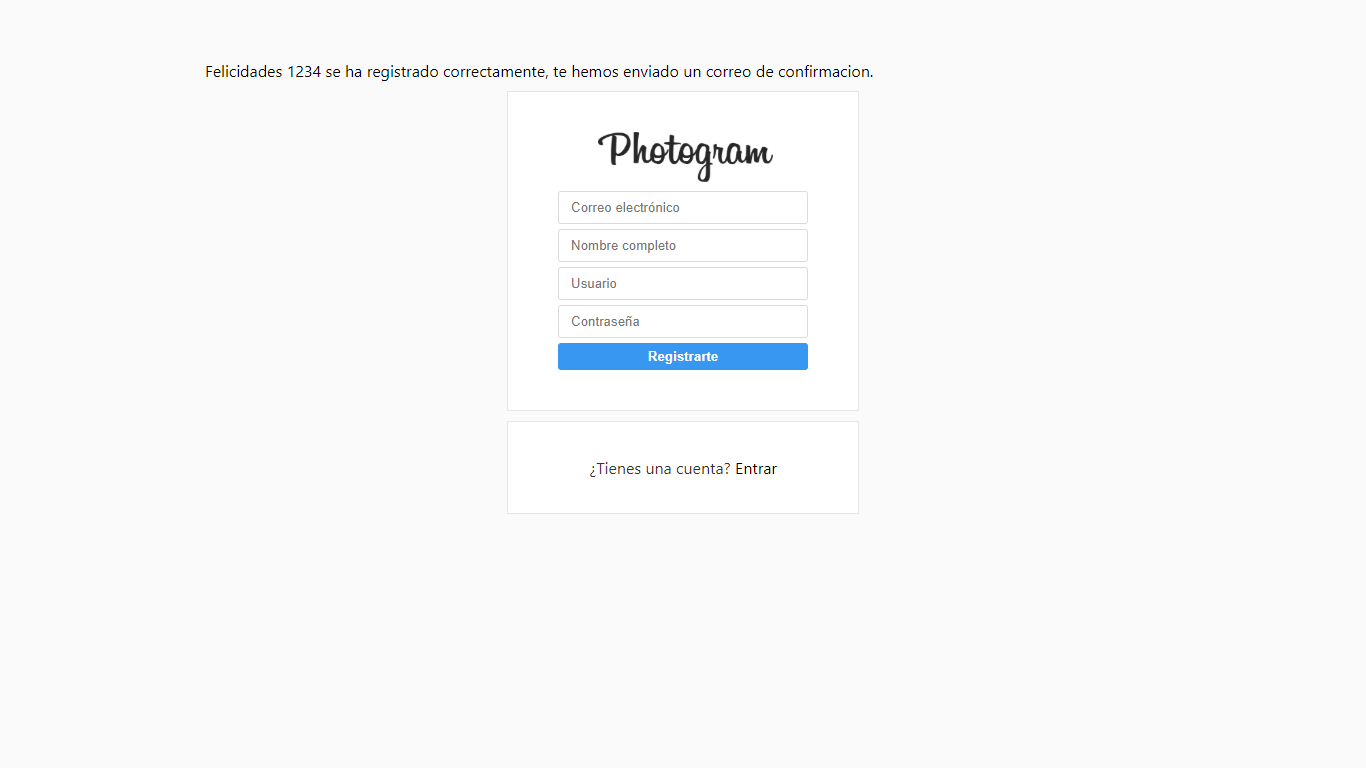 Felicidades 1234 se ha registrado correctamente, te hemos enviado un correo de confirmacion.
Photogram
Correo electrónico
Nombre completo
Usuario
Contraseña
Registrarte
¿Tienes una cuenta? Entrar